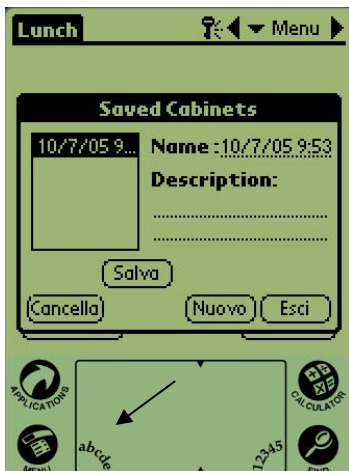 Lunch Menu
Saved Cabinets
10/7/05 9... Name :10/7/05 9:53
Description:
Salva
Cancella Nuovo Esci
APPLICATIONS CALCULATOR
abcde 12345
MENU FIND